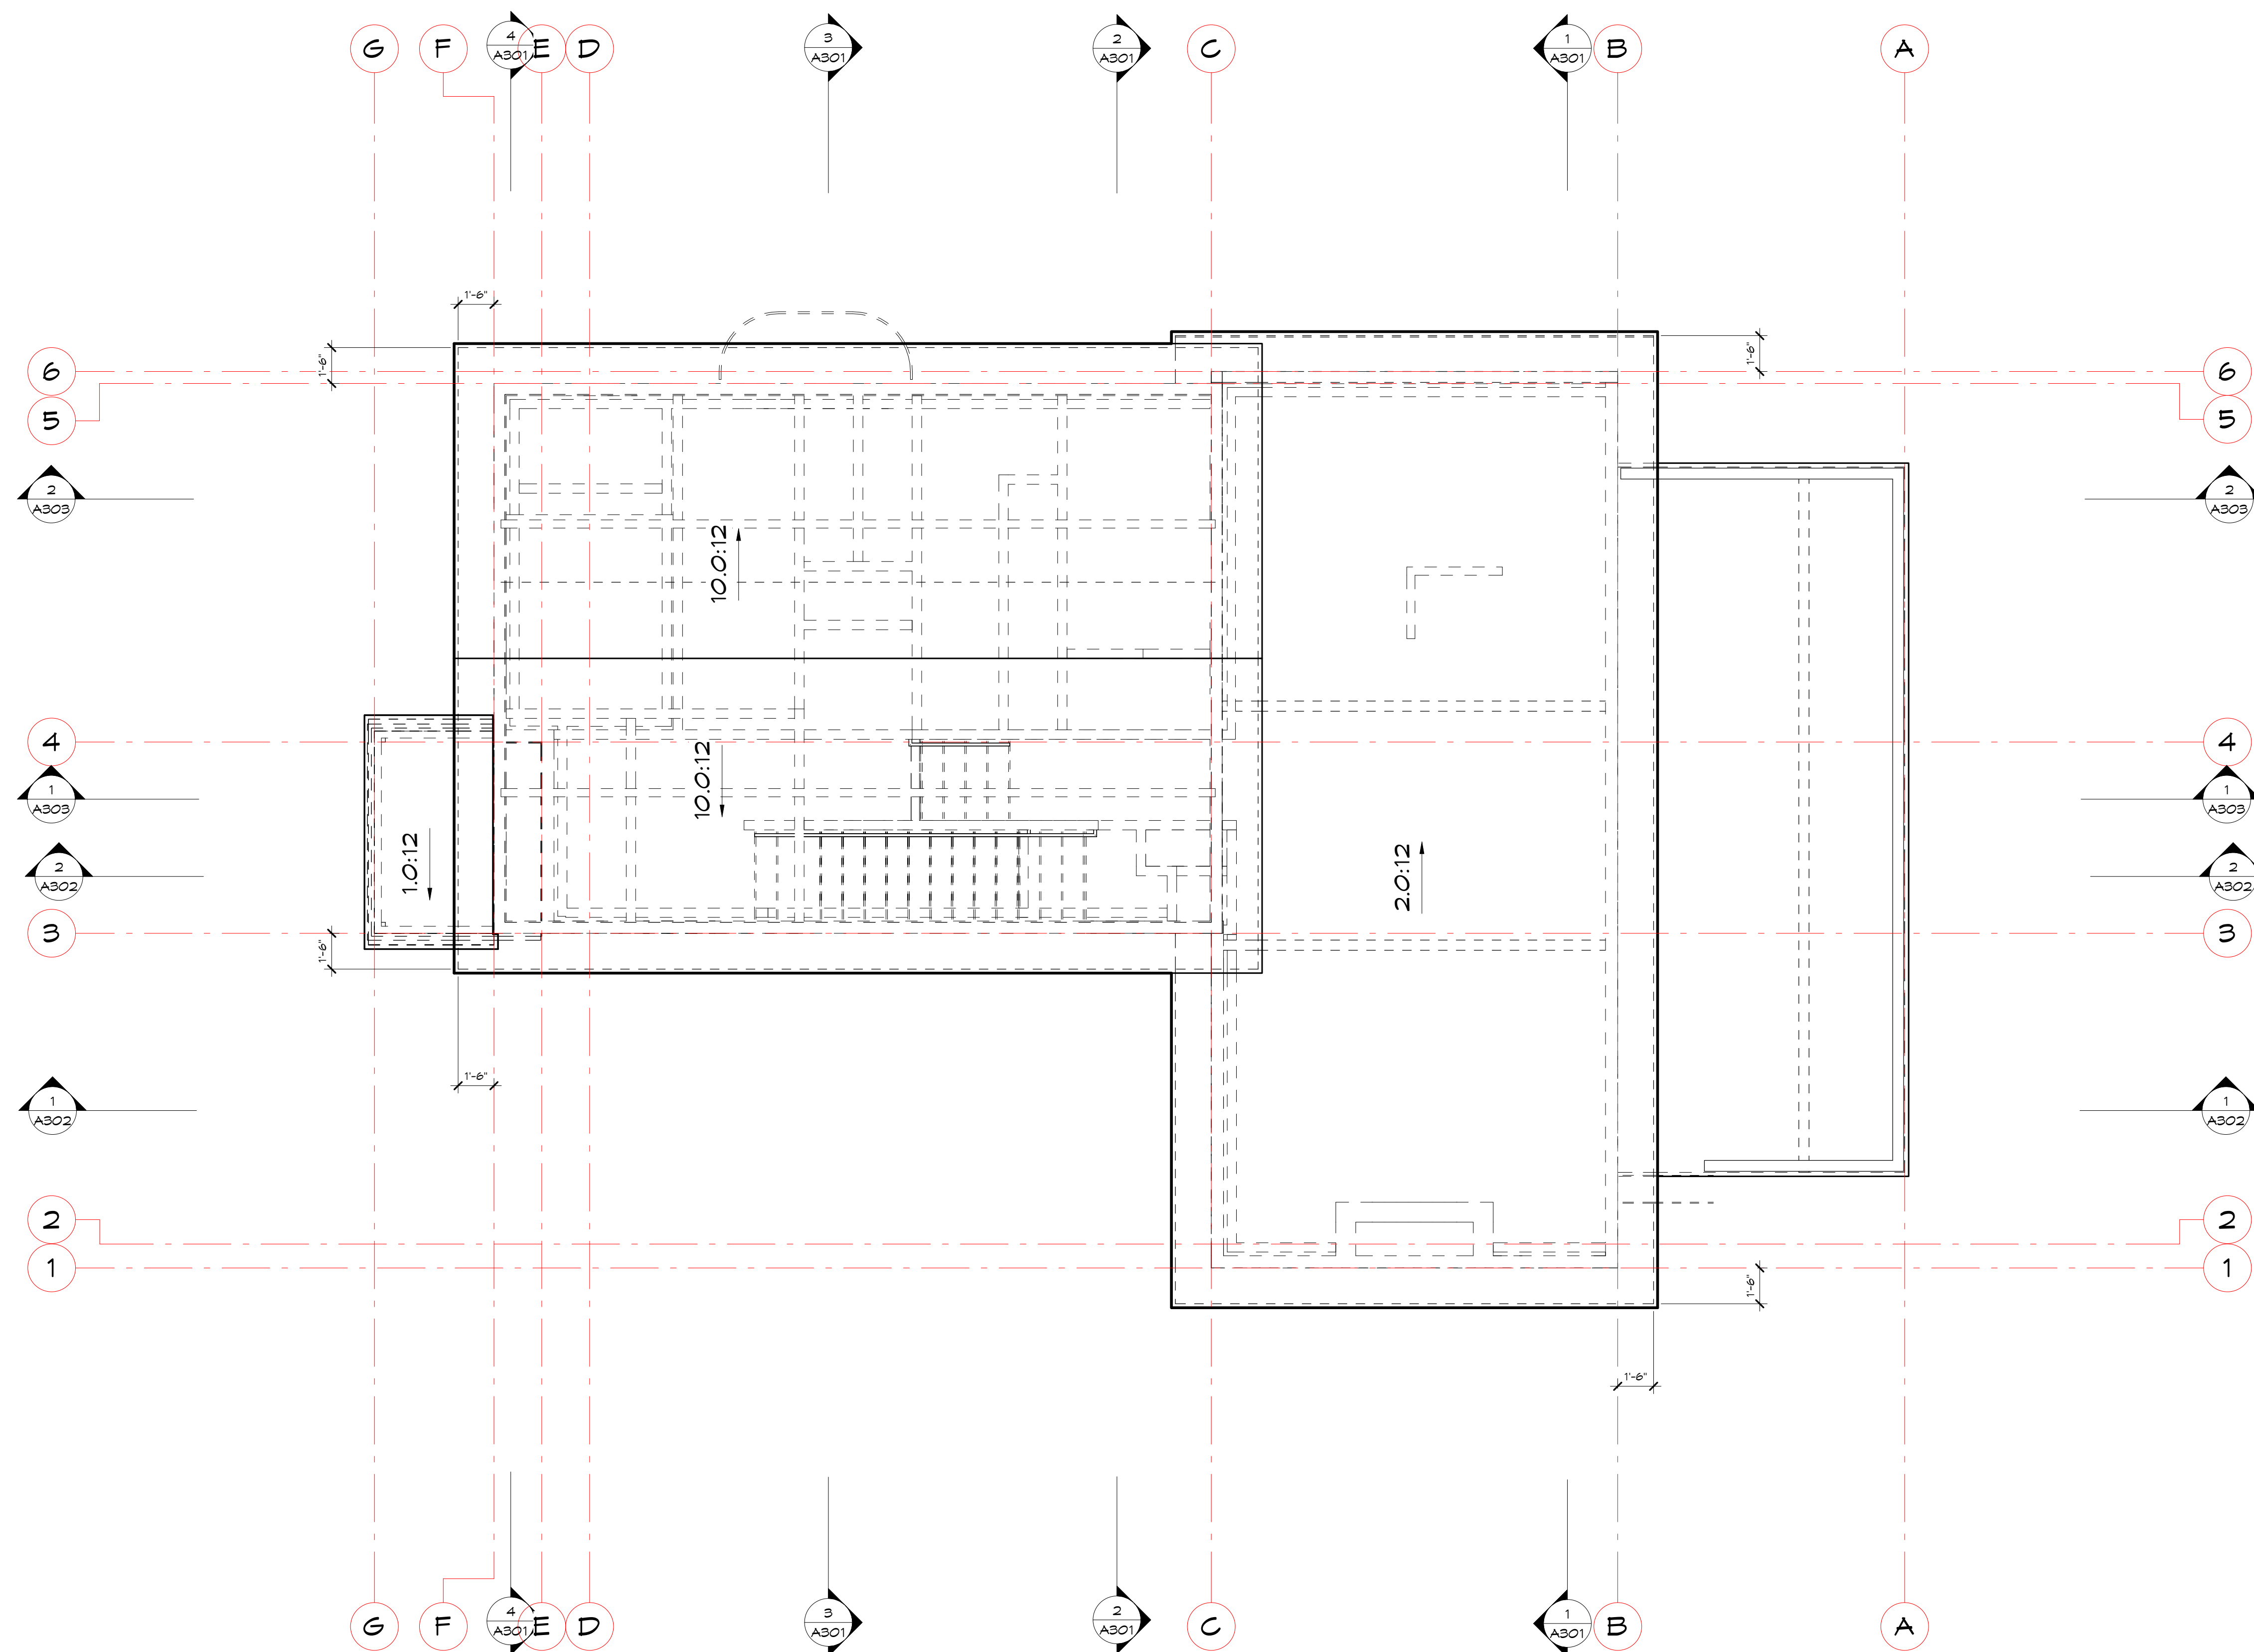 G F 4 E D 3 2 C 1 B A
A301 A301 A301 A301
1'-6"
1'-6" 1'-6"
6 6
5 5
2 2
A303 A303
10.0:12
4 4
10.0:12
1 1
A303 A303
1.0:12 2.0:12
2 2
A302 A302
3 3
1'-6"
1'-6"
1 1
A302 A302
2 2
1 1
1'-6"
1'-6"
G F 4 E D 3 2 C 1 B A
A301 A301 A301 A301